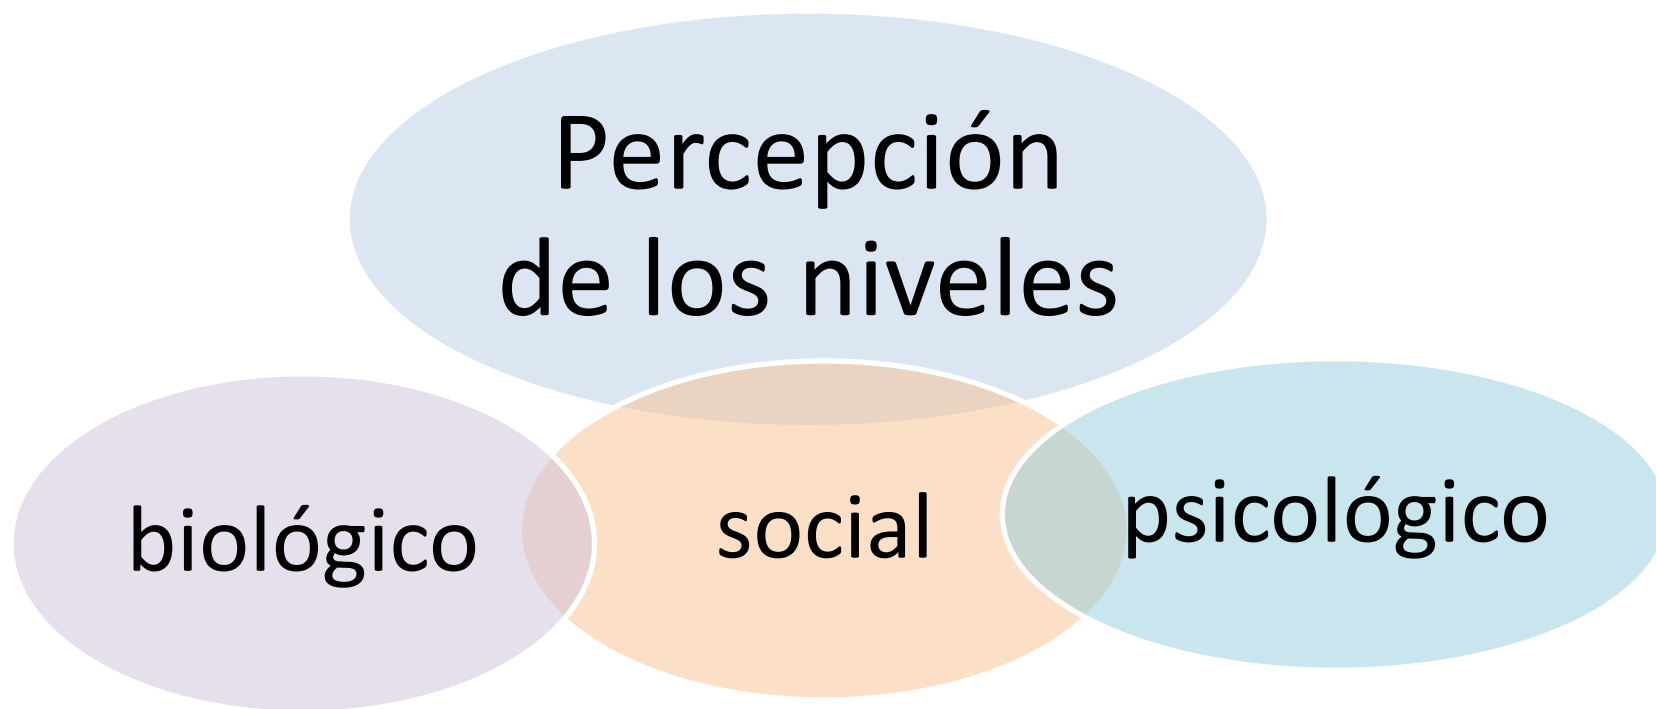 Percepción
de los niveles
biológico
social
psicológico